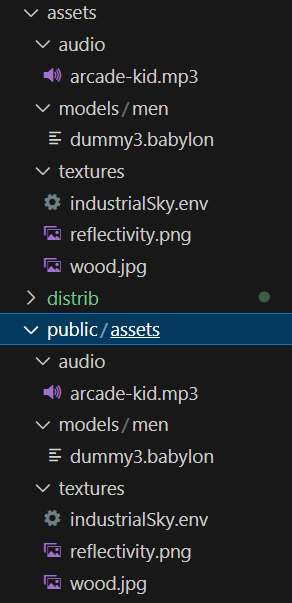 assets
audio
arcade-kid.mp3
models/men
dummy3.babylon
textures
industrialSky.env
reflectivity.png
wood.jpg
distrib
public/assets
audio
arcade-kid.mp3
models/men
dummy3.babylon
textures
industrialSky.env
reflectivity.png
wood.jpg